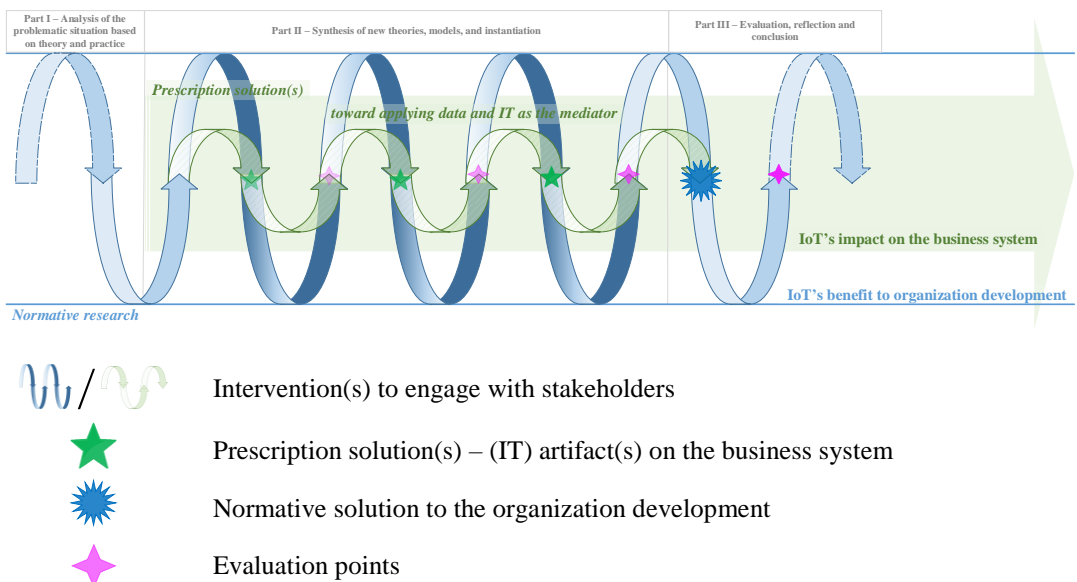 Part I – Analysis of the
problematic situation based
on theory and practice
Part II – Synthesis of new theories, models, and instantiation
Part III – Evaluation, reflection and
conclusion
Prescription solution(s)
toward applying data and IT as the mediator
IoT's impact on the business system
IoT's benefit to organization development
Normative research
Intervention(s) to engage with stakeholders
Prescription solution(s) – (IT) artifact(s) on the business system
Normative solution to the organization development
Evaluation points